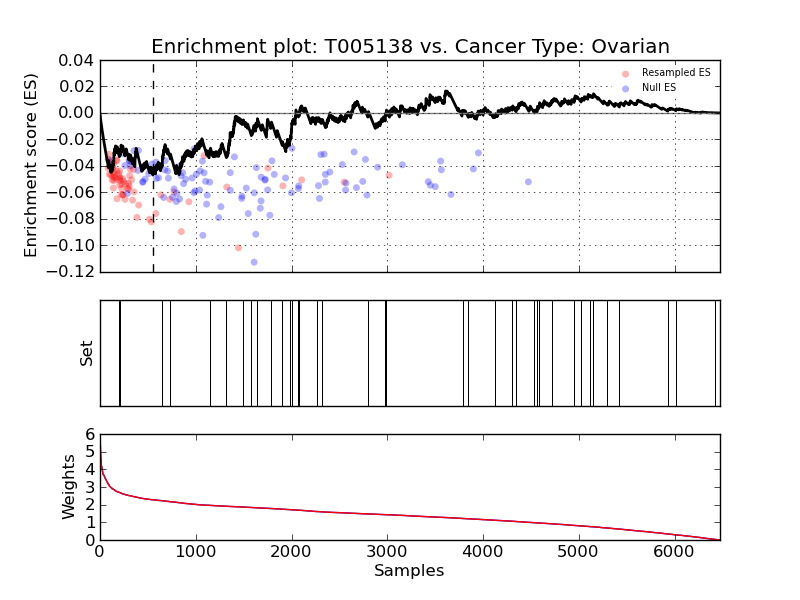 Enrichment plot: T005138 vs. Cancer Type: Ovarian
0.04
0.02
0.00
−0.02
−0.04
−0.06
−0.08
−0.10
−0.12
Enrichment score (ES)
Resampled ES
Null ES
Set
6
5
4
3
2
1
0
Weights
0 1000 2000 3000 4000 5000 6000
Samples